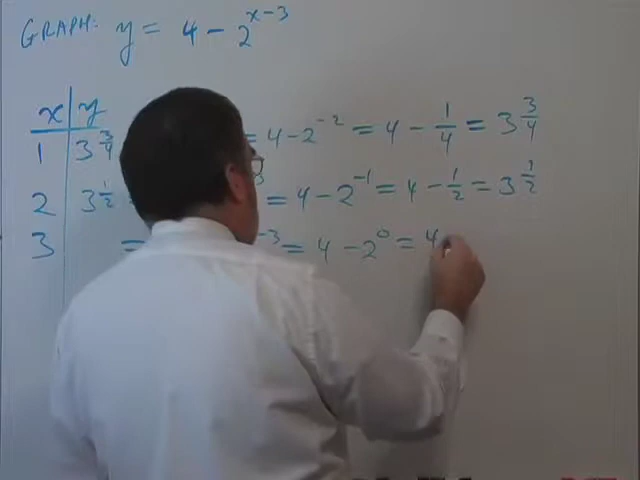 GRAPH: y = 4 - 2^{x-3}
x y
1 3 3/4 = 4 - 2^{-2} = 4 - 1/4 = 3 3/4
2 3 1/2 = 4 - 2^{-1} = 4 - 1/2 = 3 1/2
3 = -3 = 4 - 2^0 = 4